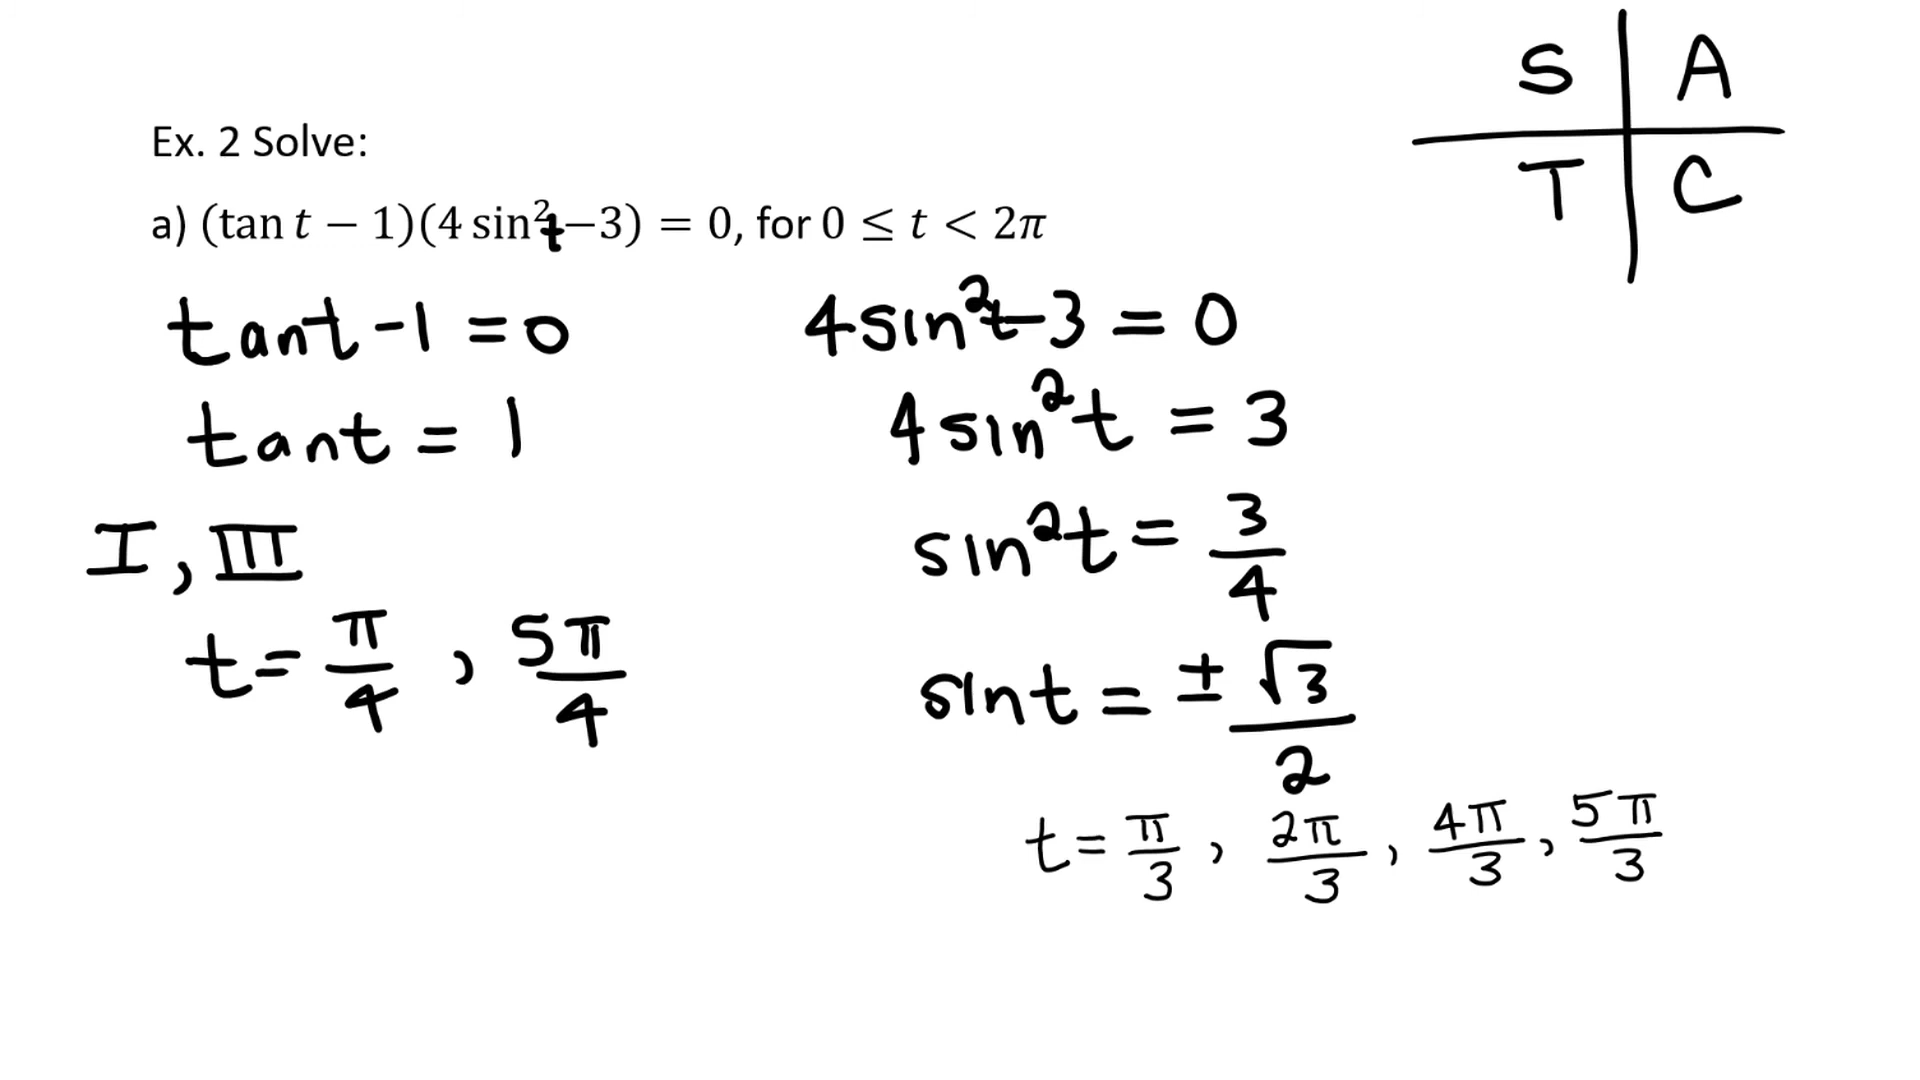 S A
T C
Ex. 2 Solve:
a) (tan t − 1)(4 sin² t −3) = 0, for 0 ≤ t < 2π
tant - 1 = 0
4sin²t - 3 = 0
tant = 1
4sin²t = 3
I, III
sin²t = 3/4
t = π/4, 5π/4
sint = ± √3/2
t = π/3, 2π/3, 4π/3, 5π/3